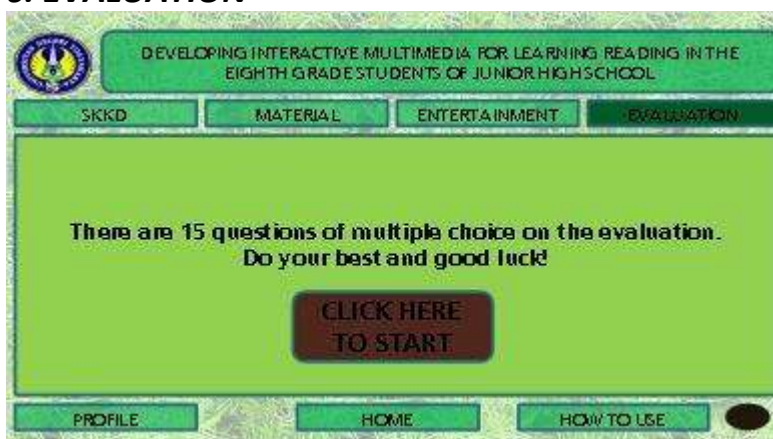 DEVELOPING INTERACTIVE MULTIMEDIA FOR LEARNING READING IN THE
EIGHTH GRADE STUDENTS OF JUNIOR HIGH SCHOOL
SKKD MATERIAL ENTERTAINMENT EVALUATION
There are 15 questions of multiple choice on the evaluation.
Do your best and good luck!
CLICK HERE
TO START
PROFILE HOME HOW TO USE